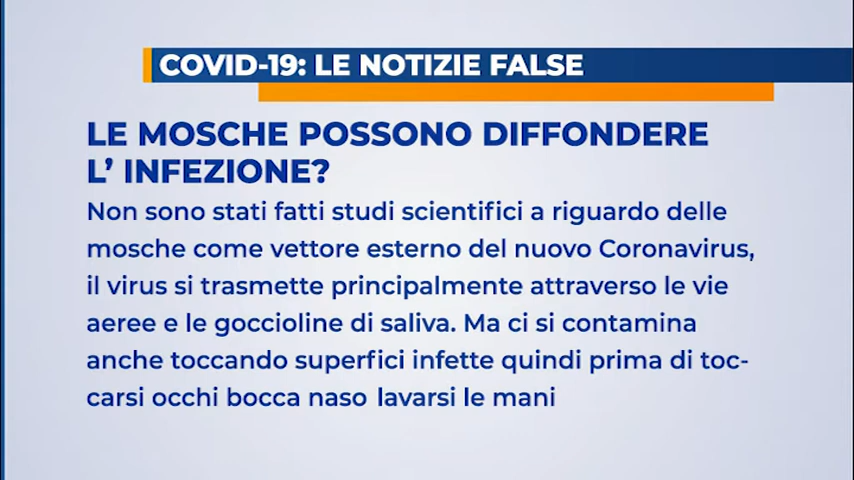 COVID-19: LE NOTIZIE FALSE
LE MOSCHE POSSONO DIFFONDERE
L’ INFEZIONE?
Non sono stati fatti studi scientifici a riguardo delle
mosche come vettore esterno del nuovo Coronavirus,
il virus si trasmette principalmente attraverso le vie
aeree e le goccioline di saliva. Ma ci si contamina
anche toccando superfici infette quindi prima di toc-
carsi occhi bocca naso lavarsi le mani